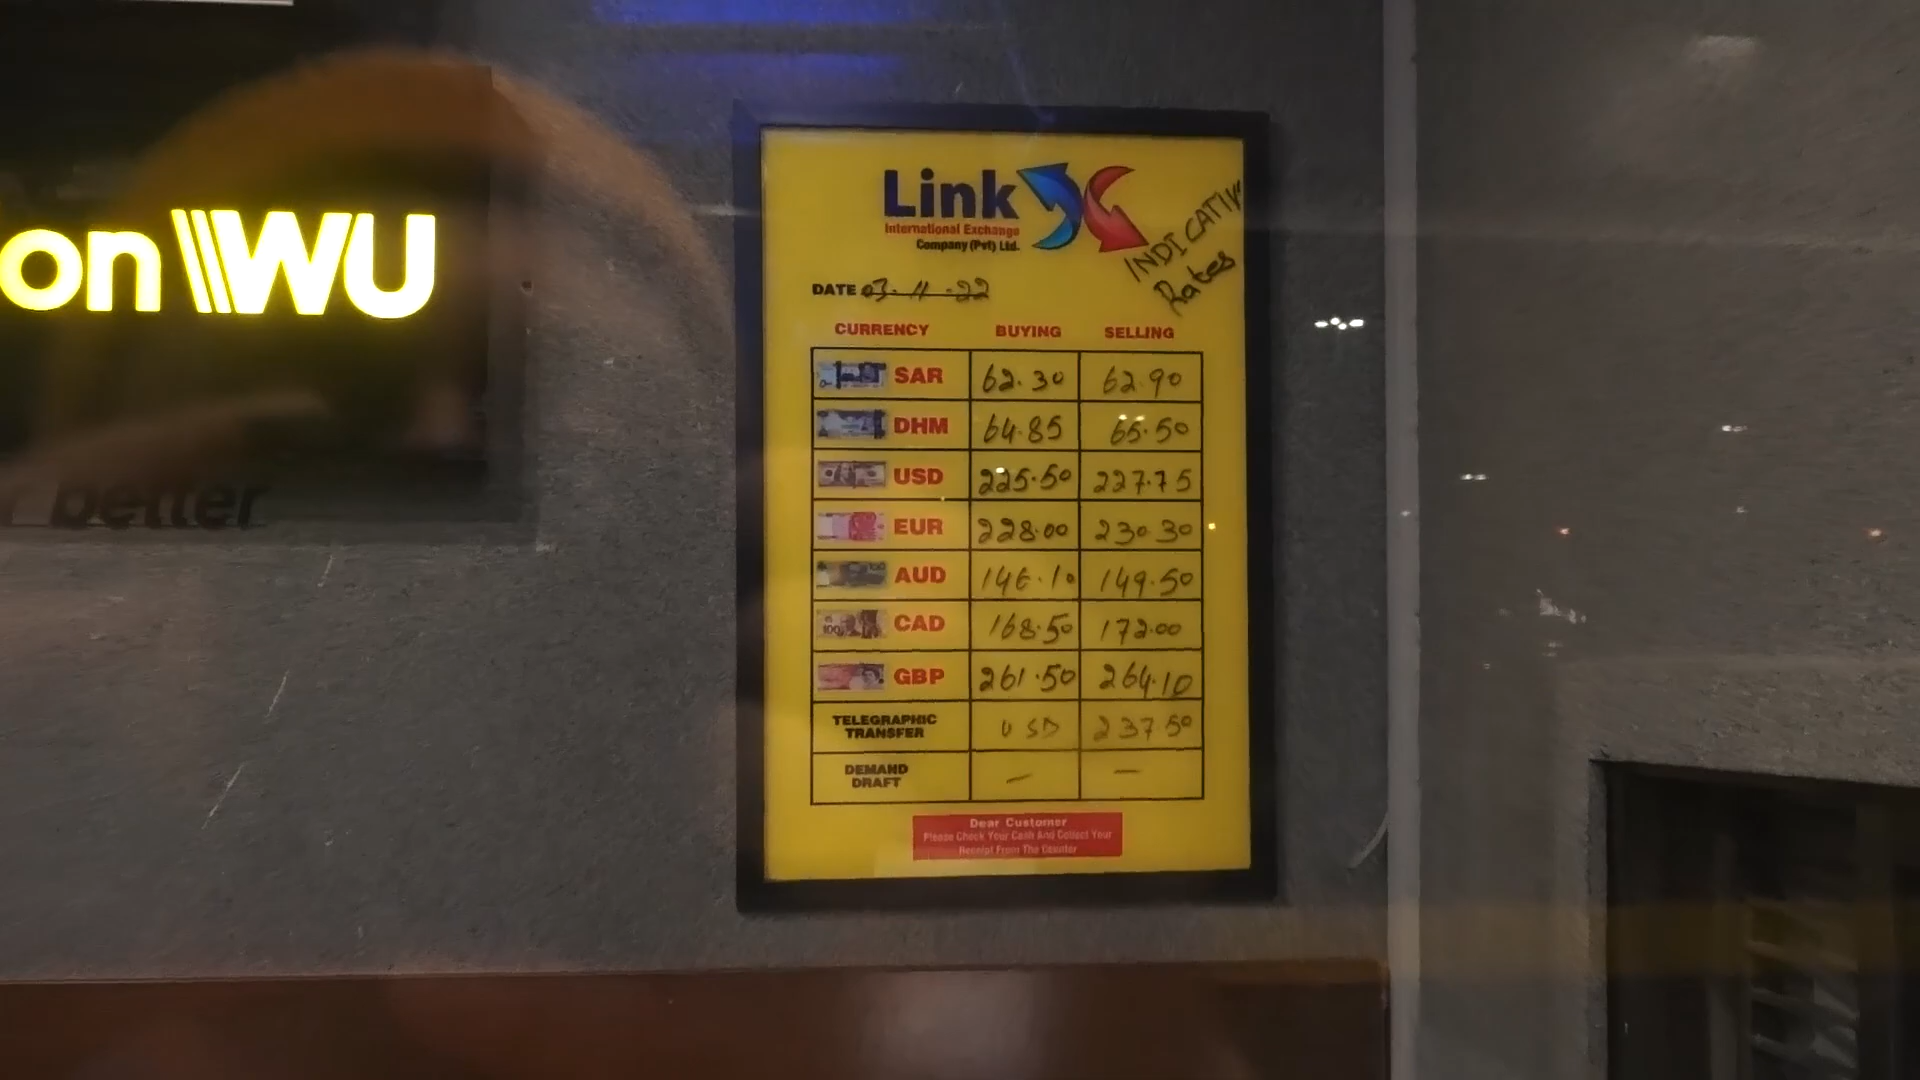 on WU
better
Link
International Exchange
Company (Pvt) Ltd.
INDICATIV
Rates
DATE 03-11-22
CURRENCY BUYING SELLING
SAR 62.30 62.90
DHM 64.85 65.50
USD 225.50 227.75
EUR 228.00 230.30
AUD 146.10 149.50
CAD 168.50 172.00
GBP 261.50 264.10
TELEGRAPHIC
TRANSFER USD 237.50
DEMAND
DRAFT — —
Dear Customer
Please Check Your Cash And Collect Your
Receipt From The Counter